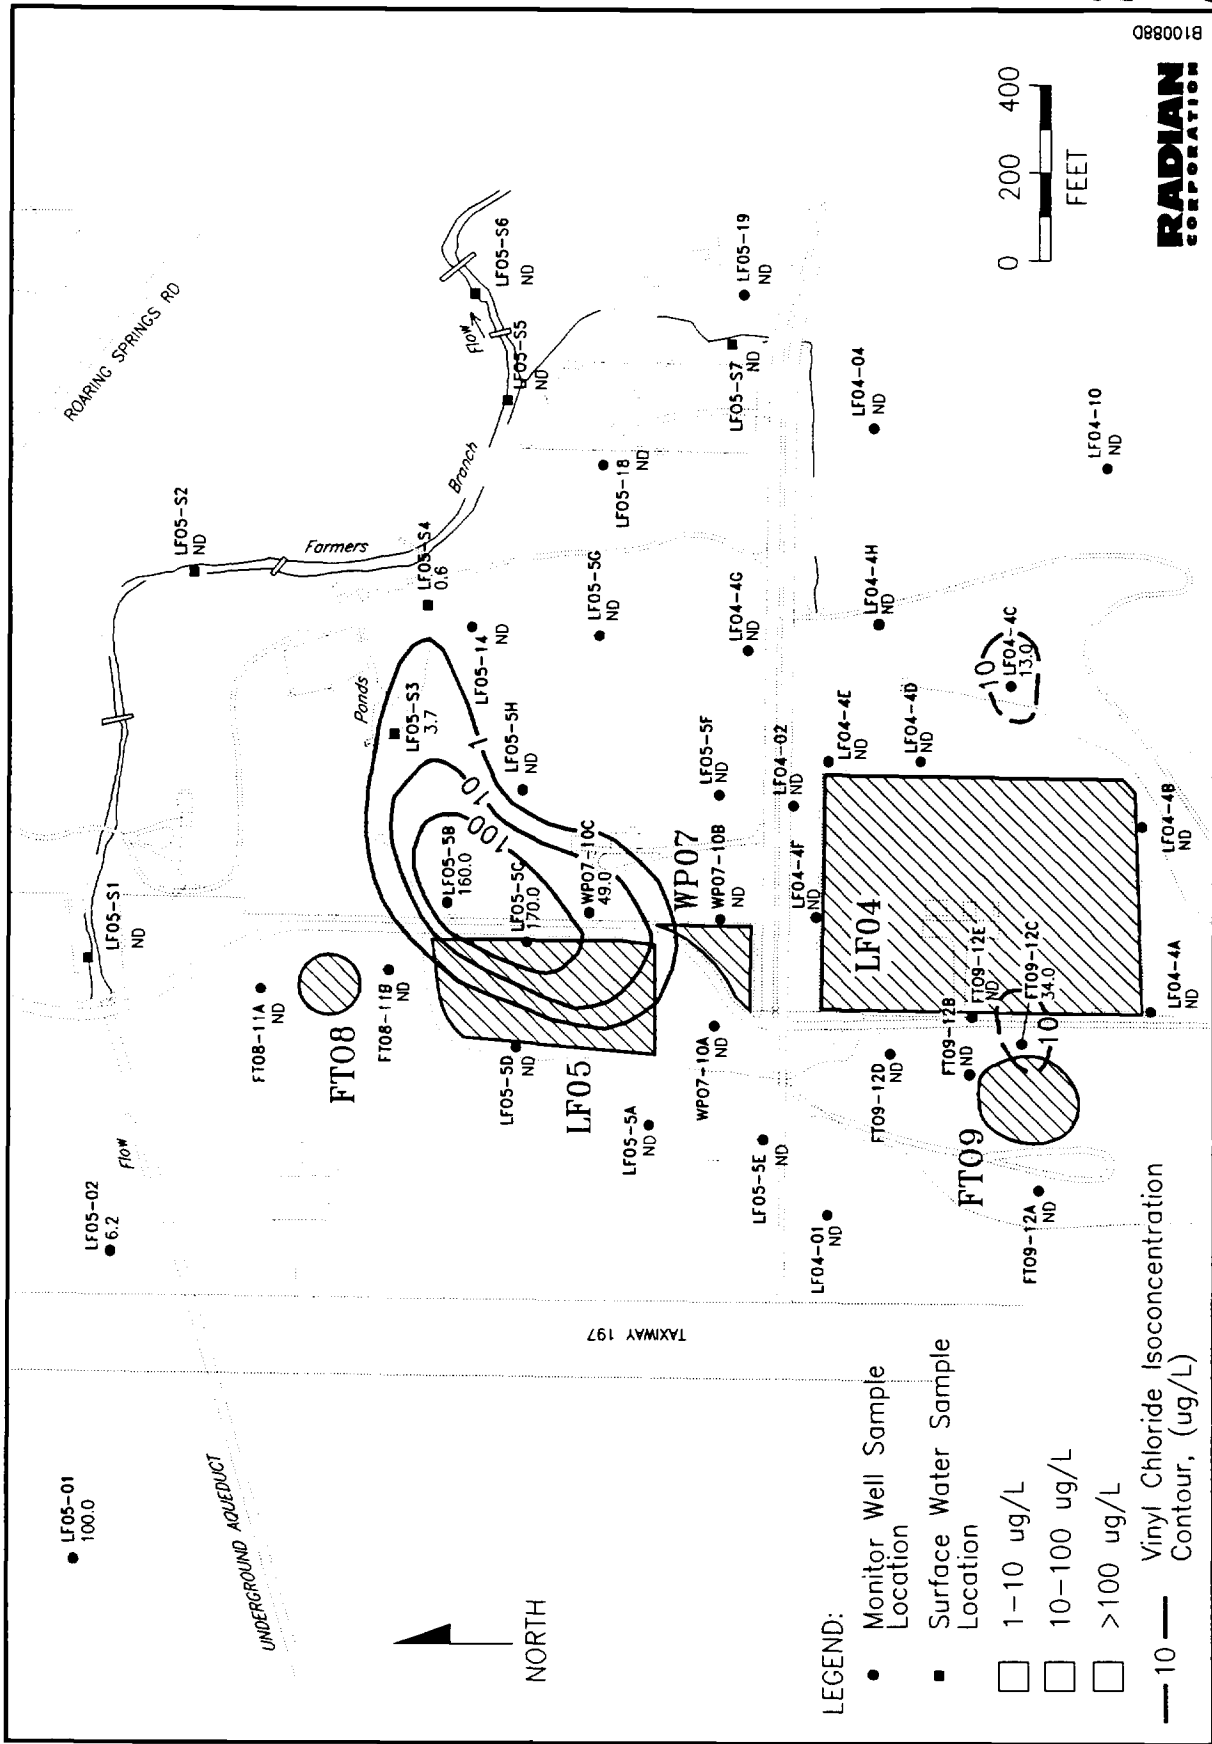 B10088D
RADIAN
CORPORATION
0 200 400
FEET
ROARING SPRINGS RD
LF05-S6
ND
Flow
LF05-S5
ND
LF05-19
ND
LF05-S7
ND
LF04-04
ND
LF04-10
ND
LF05-18
ND
Branch
Farmers
LF05-S2
ND
LF05-S4
0.6
LF05-14
ND
LF05-5G
ND
LF04-4G
ND
LF04-4H
ND
LF04-4C
13.0
10
Ponds
LF05-S3
3.7
LF05-5H
ND
LF05-5F
ND
LF04-02
ND
LF04-4E
ND
LF04-4D
ND
LF04-4B
ND
1
10
100
LF05-5B
160.0
LF05-5C
170.0
WP07-10C
49.0
WP07
WP07-10B
ND
LF04-4F
ND
LF04
LF05-S1
ND
FT08-11A
ND
FT08
FT08-11B
ND
LF05-5D
ND
LF05
LF05-5A
ND
WP07-10A
ND
LF05-5E
ND
FT09-12D
ND
FT09-12B
ND
FT09-12E
ND
FT09-12C
34.0
10
LF04-4A
ND
FT09
FT09-12A
ND
LF04-01
ND
Flow
LF05-02
6.2
TAXIWAY 197
LF05-01
100.0
UNDERGROUND AQUEDUCT
NORTH
LEGEND:
Monitor Well Sample
Location
Surface Water Sample
Location
1-10 ug/L
10-100 ug/L
>100 ug/L
10 Vinyl Chloride Isoconcentration
Contour, (ug/L)